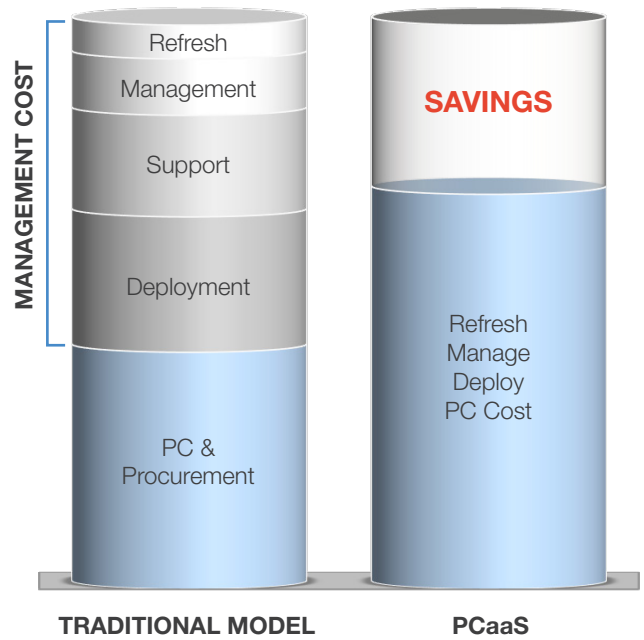 MANAGEMENT COST
Refresh
Management
Support
Deployment
PC &
Procurement
SAVINGS
Refresh
Manage
Deploy
PC Cost
TRADITIONAL MODEL
PCaaS